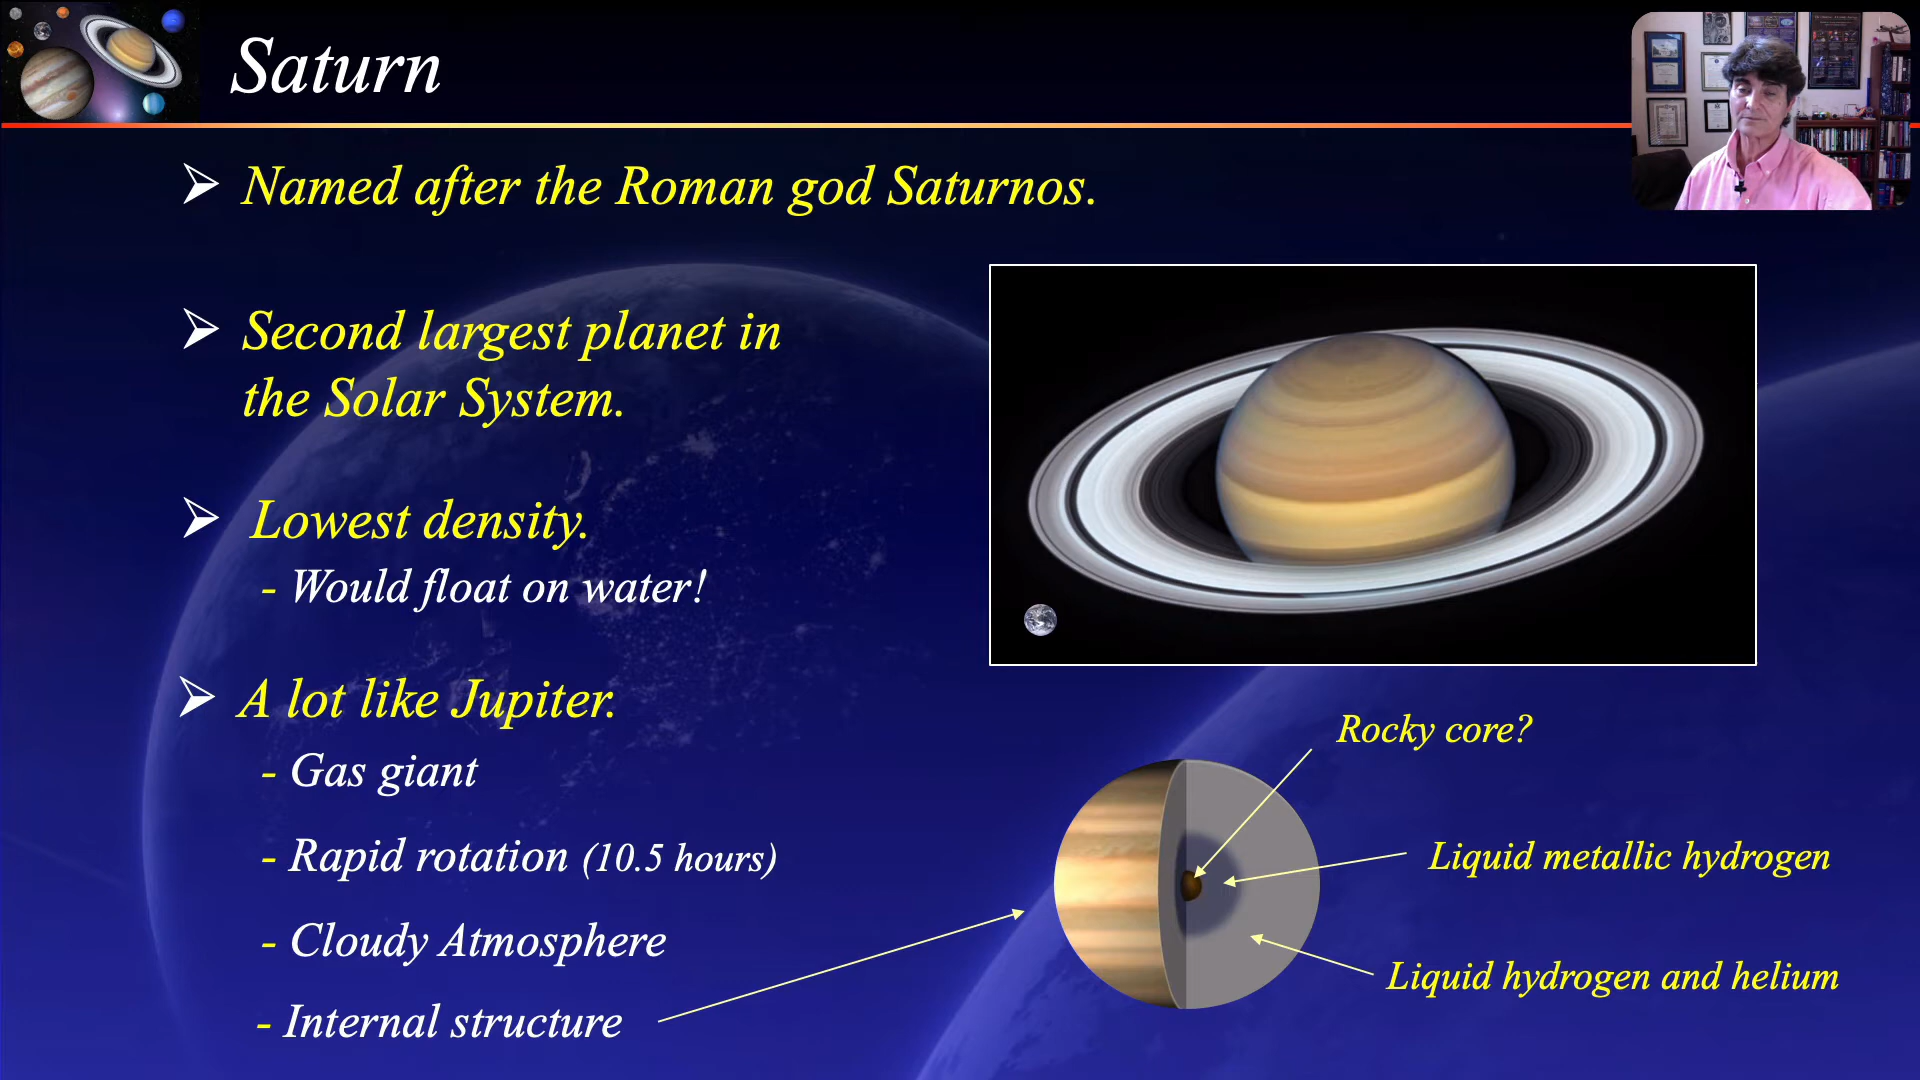 Saturn
➢ Named after the Roman god Saturnos.
➢ Second largest planet in
the Solar System.
➢ Lowest density.
- Would float on water!
➢ A lot like Jupiter.
- Gas giant
- Rapid rotation (10.5 hours)
- Cloudy Atmosphere
- Internal structure
Rocky core?
Liquid metallic hydrogen
Liquid hydrogen and helium